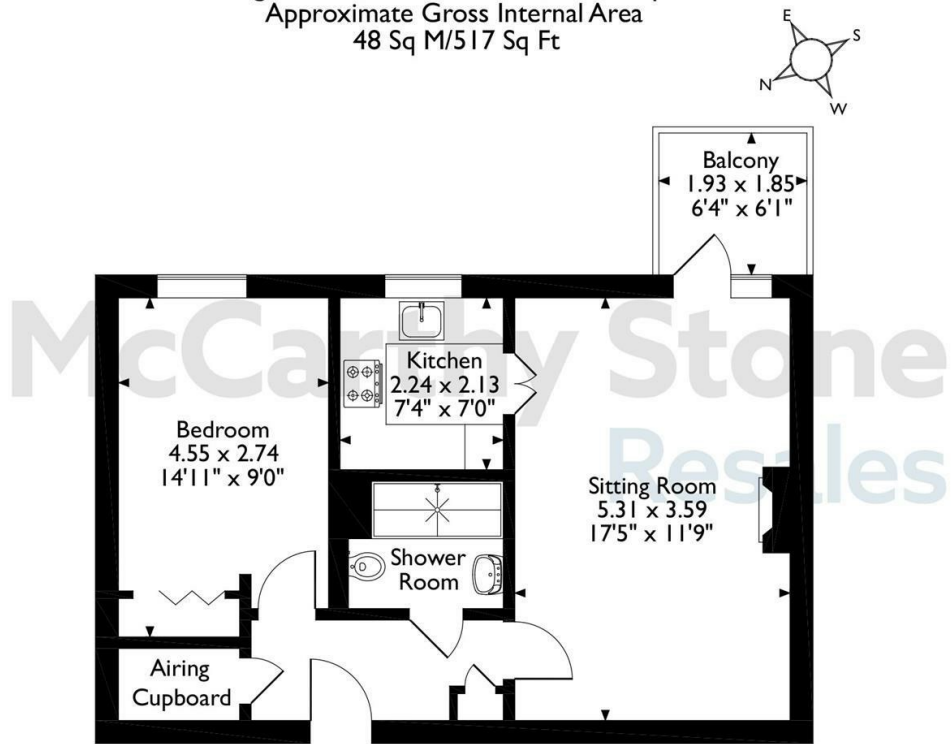 Approximate Gross Internal Area
48 Sq M/517 Sq Ft
E
S
N
W
Balcony
1.93 x 1.85
6'4" x 6'1"
McCarthy Stone
Resales
Kitchen
2.24 x 2.13
7'4" x 7'0"
Bedroom
4.55 x 2.74
14'11" x 9'0"
Sitting Room
5.31 x 3.59
17'5" x 11'9"
Shower
Room
Airing
Cupboard